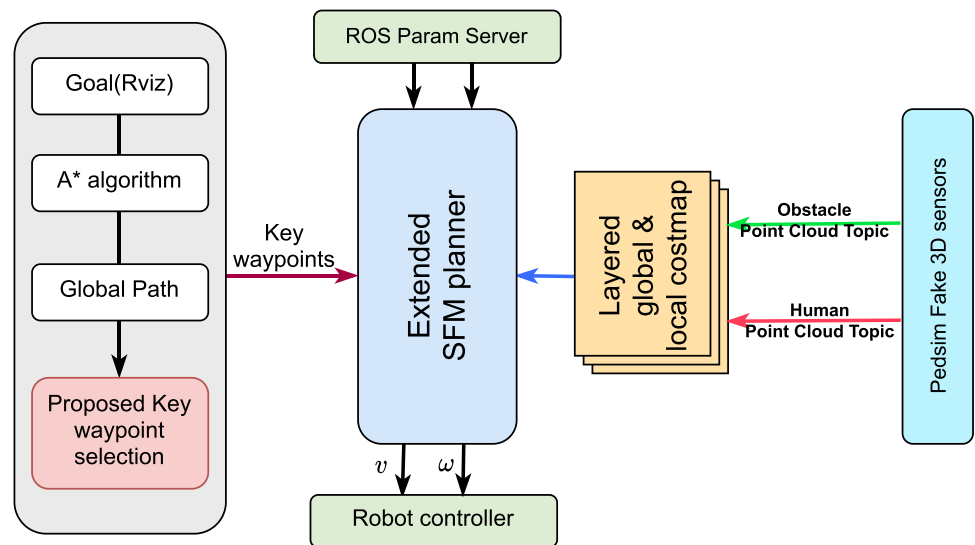 ROS Param Server
Goal(Rviz)
A* algorithm
Global Path
Proposed Key
waypoint
selection
Key
waypoints
Extended
SFM planner
Layered
global &
local costmap
Obstacle
Point Cloud Topic
Human
Point Cloud Topic
Pedsim Fake 3D sensors
v
ω
Robot controller